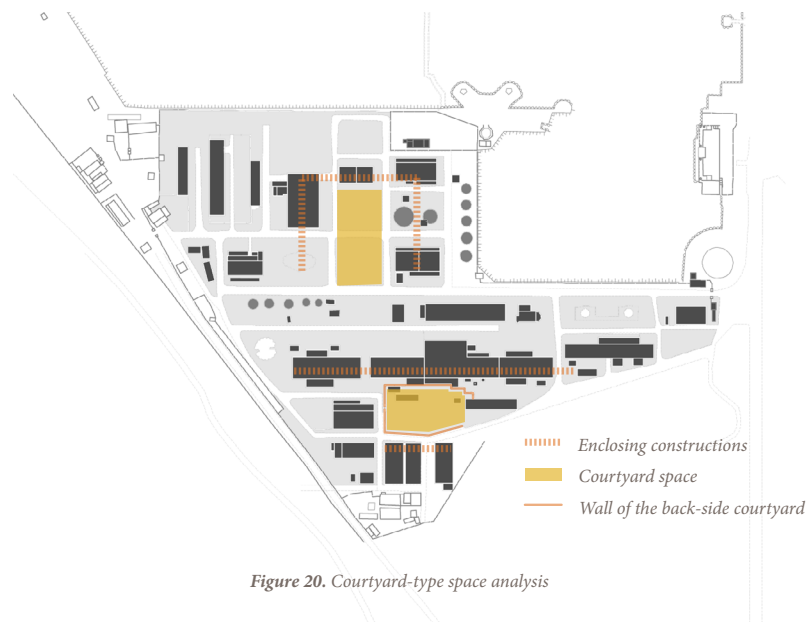 Enclosing constructions
Courtyard space
Wall of the back-side courtyard
Figure 20. Courtyard-type space analysis